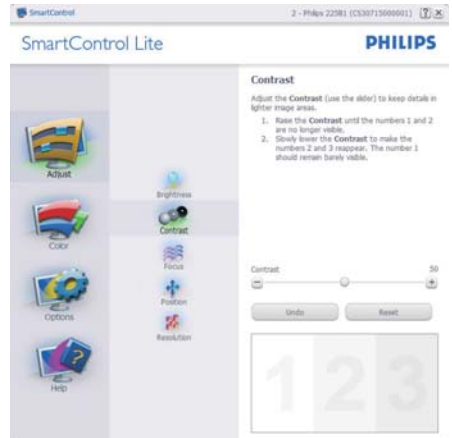 SmartControl
2 - Philips 225B1 (CS30715000001)
SmartControl Lite
PHILIPS
Adjust
Color
Options
Help
Brightness
Contrast
Focus
Position
Resolution
Contrast
Adjust the Contrast (use the slider) to keep details in
lighter image areas.
1. Raise the Contrast until the numbers 1 and 2
are no longer visible.
2. Slowly lower the Contrast to make the
numbers 2 and 3 reappear. The number 1
should remain barely visible.
Contrast
50
Undo
Reset
1 2 3